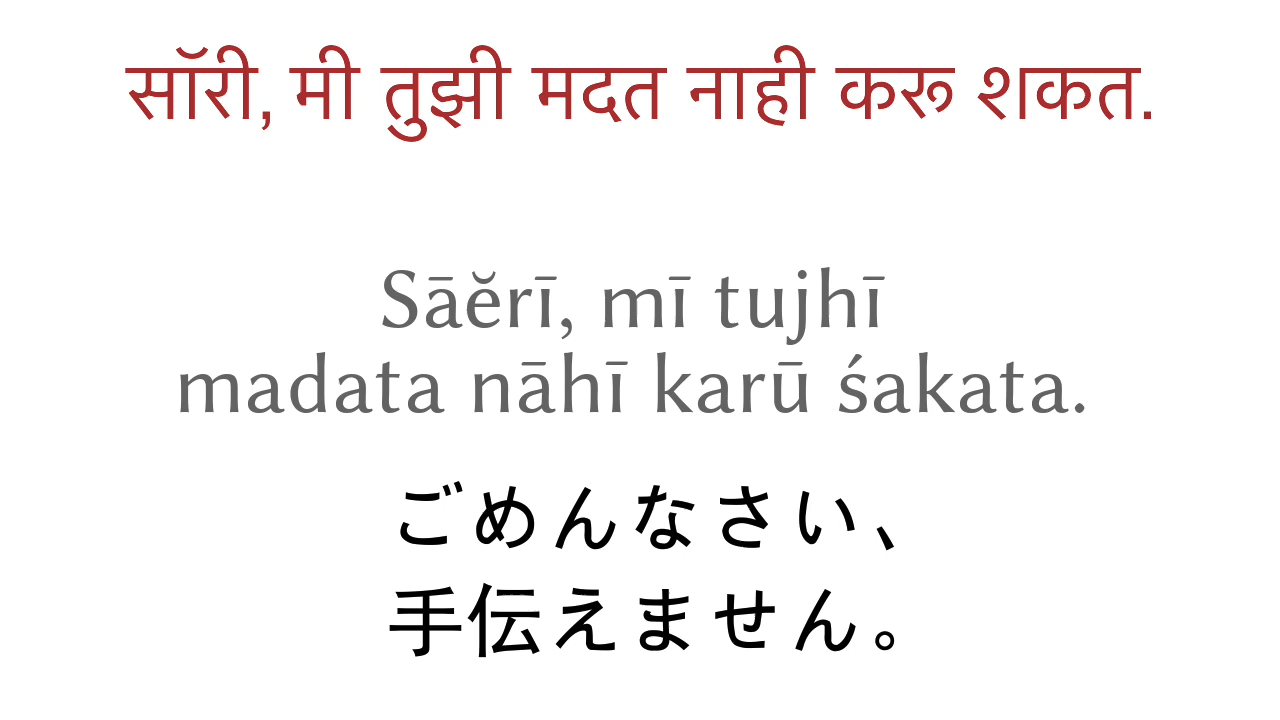 सॉरी, मी तुझी मदत नाही करू शकत.
Sāĕrī, mī tujhī
madata nāhī karū śakata.
ごめんなさい、
手伝えません。